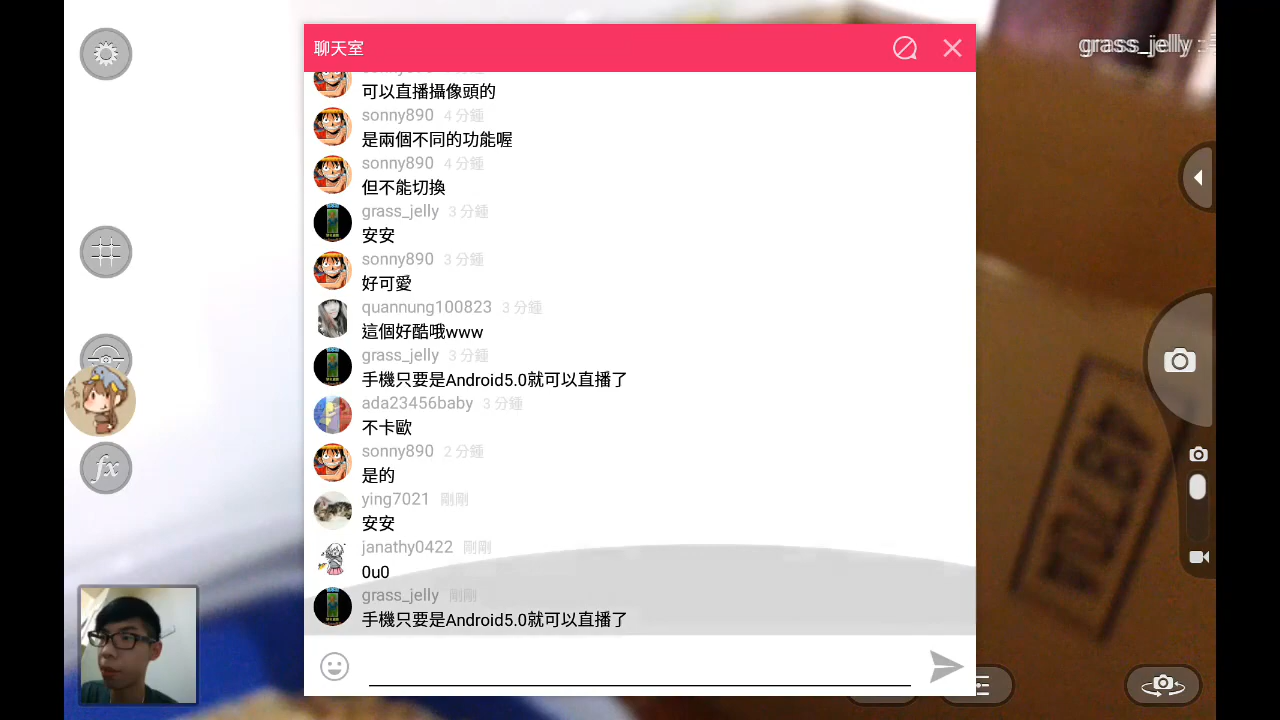 聊天室
grass_jelly :
可以直播攝像頭的
sonny890 4 分鐘
是兩個不同的功能喔
sonny890 4 分鐘
但不能切換
grass_jelly 3 分鐘
安安
sonny890 3 分鐘
好可愛
quannung100823 3 分鐘
這個好酷哦www
grass_jelly 3 分鐘
手機只要是Android5.0就可以直播了
ada23456baby 3 分鐘
不卡歐
sonny890 2 分鐘
是的
ying7021 剛剛
安安
janathy0422 剛剛
0u0
grass_jelly 剛剛
手機只要是Android5.0就可以直播了
fx